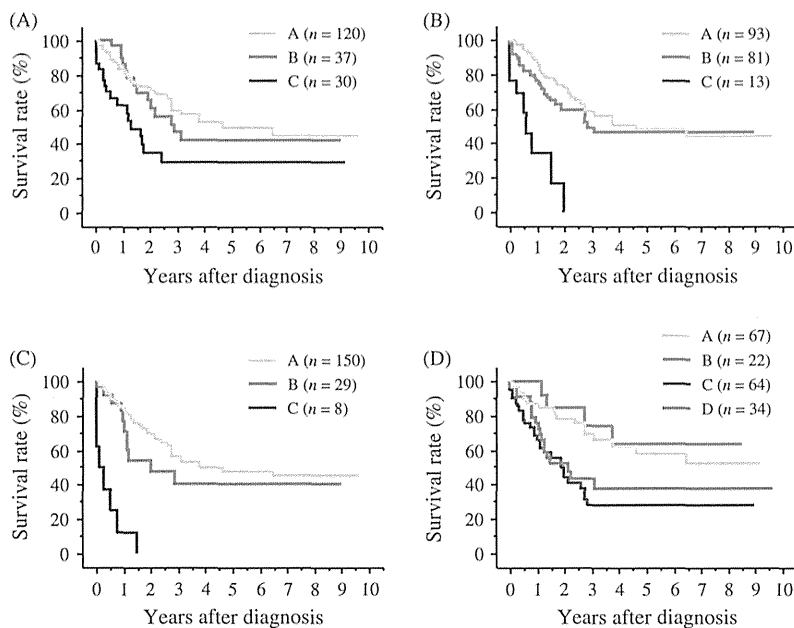 (A)
A (n = 120)
B (n = 37)
C (n = 30)
Survival rate (%)
100
80
60
40
20
0
0 1 2 3 4 5 6 7 8 9 10
Years after diagnosis
(B)
A (n = 93)
B (n = 81)
C (n = 13)
Survival rate (%)
100
80
60
40
20
0
0 1 2 3 4 5 6 7 8 9 10
Years after diagnosis
(C)
A (n = 150)
B (n = 29)
C (n = 8)
Survival rate (%)
100
80
60
40
20
0
0 1 2 3 4 5 6 7 8 9 10
Years after diagnosis
(D)
A (n = 67)
B (n = 22)
C (n = 64)
D (n = 34)
Survival rate (%)
100
80
60
40
20
0
0 1 2 3 4 5 6 7 8 9 10
Years after diagnosis